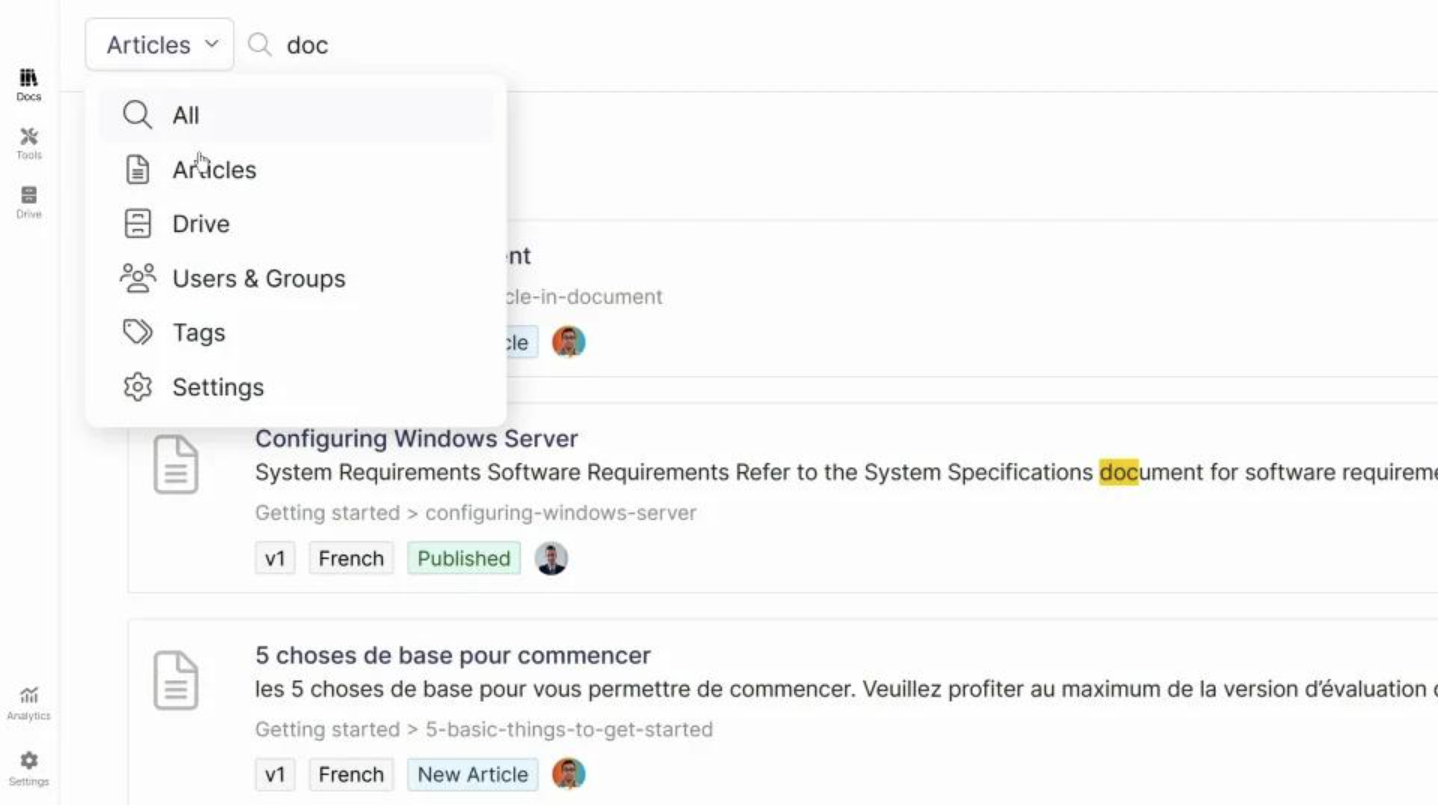 Articles
doc
Docs
Tools
Drive
All
Articles
Drive
Users & Groups
Tags
Settings
nt
cle-in-document
cle
Configuring Windows Server
System Requirements Software Requirements Refer to the System Specifications document for software requireme
Getting started > configuring-windows-server
v1 French Published
5 choses de base pour commencer
les 5 choses de base pour vous permettre de commencer. Veuillez profiter au maximum de la version d’évaluation
Getting started > 5-basic-things-to-get-started
v1 French New Article
Analytics
Settings